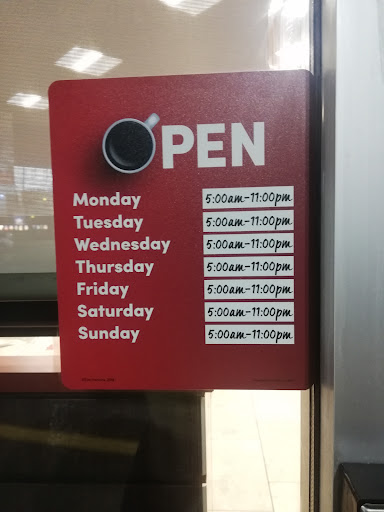 OPEN
Monday 5:00am-11:00pm
Tuesday 5:00am-11:00pm
Wednesday 5:00am-11:00pm
Thursday 5:00am-11:00pm
Friday 5:00am-11:00pm
Saturday 5:00am-11:00pm
Sunday 5:00am-11:00pm